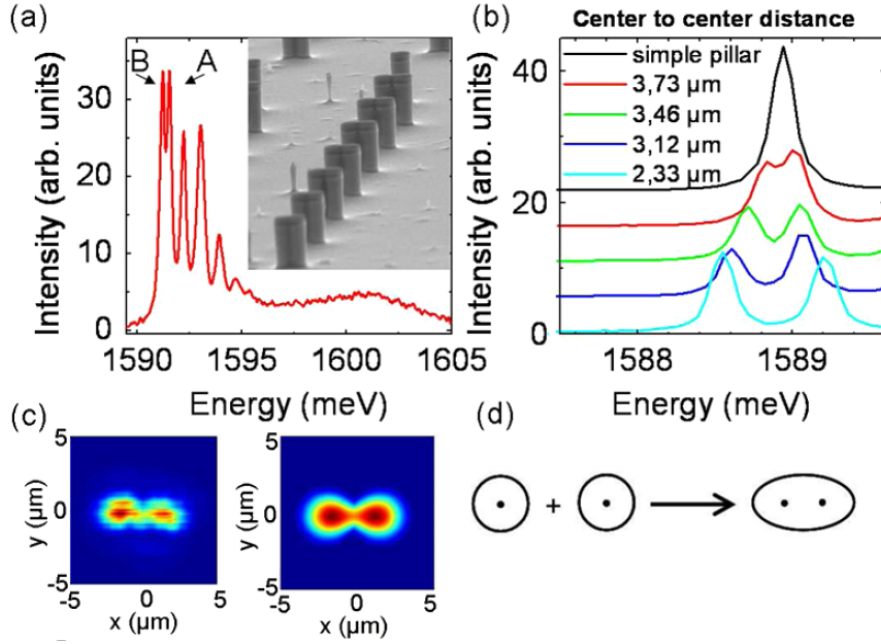 (a)
B
A
Intensity (arb. units)
30
20
10
0
1590
1595
1600
1605
Energy (meV)
(b)
Center to center distance
simple pillar
3,73 µm
3,46 µm
3,12 µm
2,33 µm
Intensity (arb. units)
40
20
0
1588
1589
Energy (meV)
(c)
y (µm)
5
0
-5
-5
0
5
x (µm)
y (µm)
5
0
-5
-5
0
5
x (µm)
(d)
+